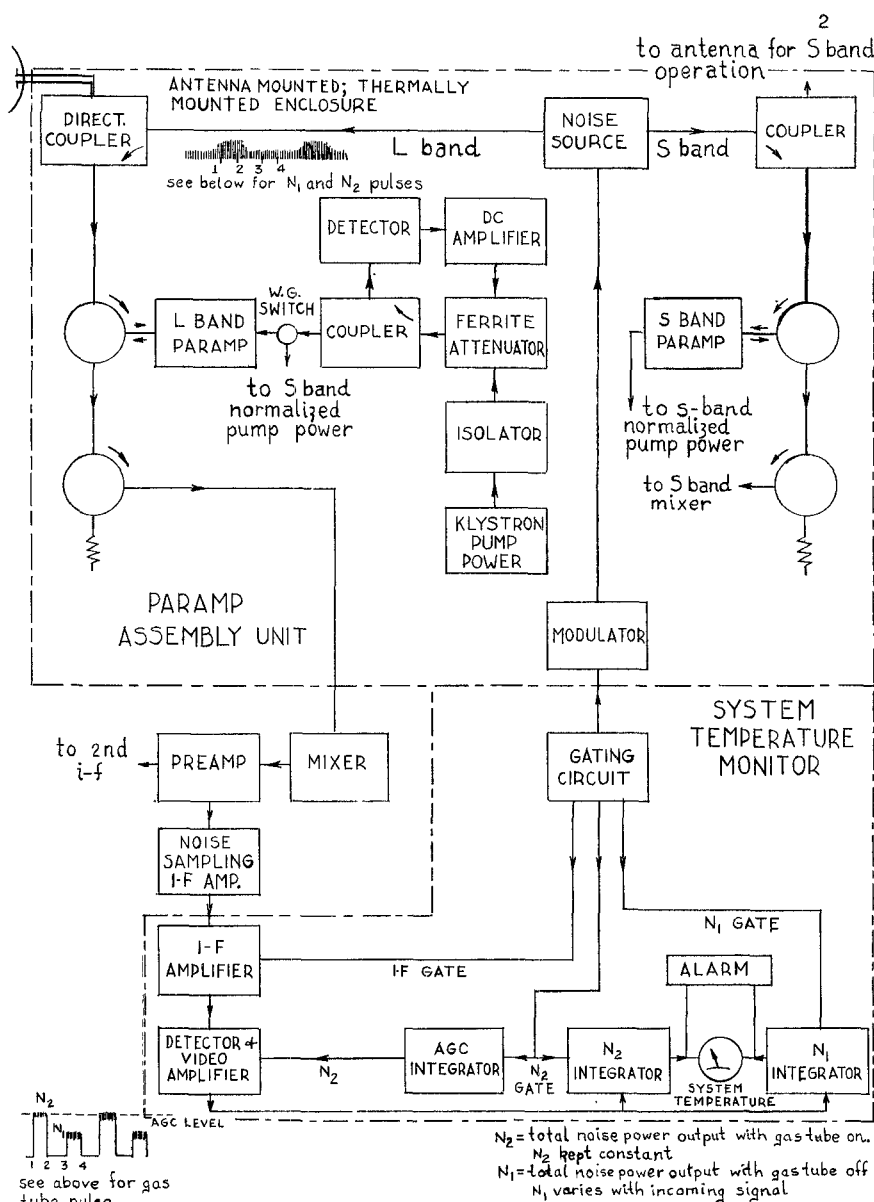 2
to antenna for S band
operation
ANTENNA MOUNTED; THERMALLY
MOUNTED ENCLOSURE
DIRECT.
COUPLER
L band
NOISE
SOURCE
S band
COUPLER
1 2 3 4
see below for N1 and N2 pulses
DETECTOR
DC
AMPLIFIER
W.G.
SWITCH
L BAND
PARAMP
COUPLER
FERRITE
ATTENUATOR
S BAND
PARAMP
to S band
normalized
pump power
to s-band
normalized
pump power
ISOLATOR
to S band
mixer
KLYSTRON
PUMP
POWER
PARAMP
ASSEMBLY UNIT
MODULATOR
SYSTEM
TEMPERATURE
MONITOR
to 2nd
i-f
PREAMP
MIXER
GATING
CIRCUIT
NOISE
SAMPLING
I-F AMP.
N1 GATE
I-F
AMPLIFIER
I-F GATE
ALARM
DETECTOR +
VIDEO
AMPLIFIER
N2
AGC
INTEGRATOR
N2
GATE
N2
INTEGRATOR
SYSTEM
TEMPERATURE
N1
INTEGRATOR
N2
N1
AGC LEVEL
1 2 3 4
see above for gas
tube pulse
N2 = total noise power output with gas tube on.
N2 kept constant
N1 = total noise power output with gas tube off
N1 varies with incoming signal